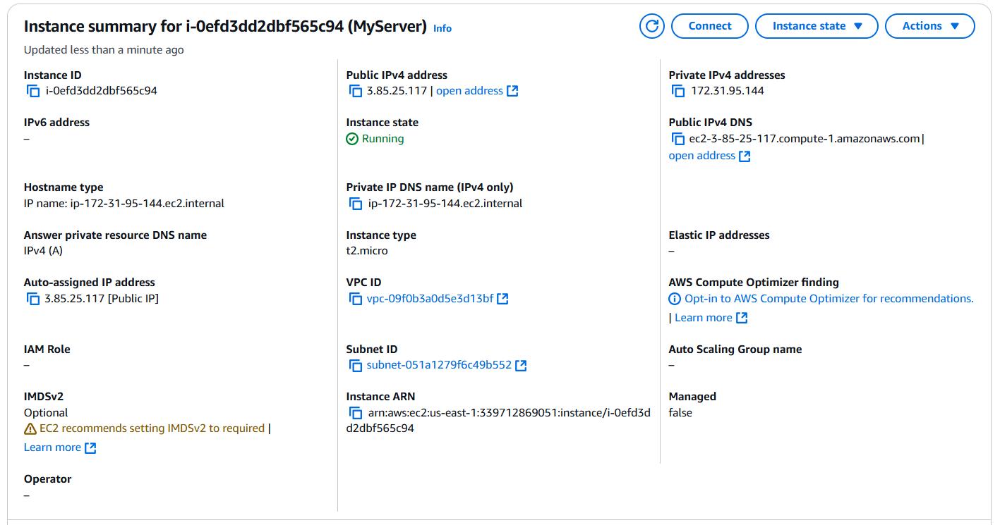 Instance summary for i-0efd3dd2dbf565c94 (MyServer) Info
Connect
Instance state
Actions
Updated less than a minute ago
Instance ID
i-0efd3dd2dbf565c94
Public IPv4 address
3.85.25.117 | open address
Private IPv4 addresses
172.31.95.144
IPv6 address
–
Instance state
Running
Public IPv4 DNS
ec2-3-85-25-117.compute-1.amazonaws.com |
open address
Hostname type
IP name: ip-172-31-95-144.ec2.internal
Private IP DNS name (IPv4 only)
ip-172-31-95-144.ec2.internal
Answer private resource DNS name
IPv4 (A)
Instance type
t2.micro
Elastic IP addresses
–
Auto-assigned IP address
3.85.25.117 [Public IP]
VPC ID
vpc-09f0b3a0d5e3d13bf
AWS Compute Optimizer finding
Opt-in to AWS Compute Optimizer for recommendations.
| Learn more
IAM Role
–
Subnet ID
subnet-051a1279f6c49b552
Auto Scaling Group name
–
IMDSv2
Optional
EC2 recommends setting IMDSv2 to required |
Learn more
Instance ARN
arn:aws:ec2:us-east-1:339712869051:instance/i-0efd3d
d2dbf565c94
Managed
false
Operator
–